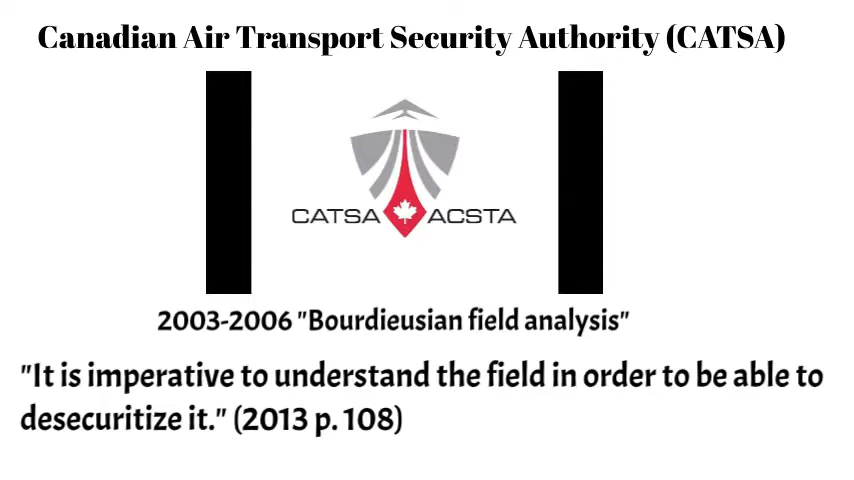 Canadian Air Transport Security Authority (CATSA)
CATSA ACSTA
2003-2006 "Bourdieusian field analysis"
"It is imperative to understand the field in order to be able to
desecuritize it." (2013 p. 108)